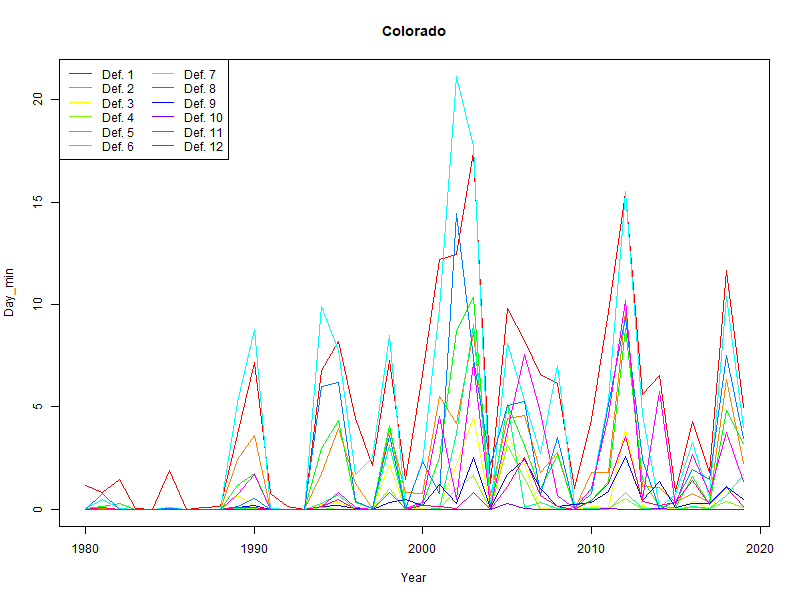 Colorado
Def. 1
Def. 2
Def. 3
Def. 4
Def. 5
Def. 6
Def. 7
Def. 8
Def. 9
Def. 10
Def. 11
Def. 12
Day_min
20
15
10
5
0
1980
1990
2000
2010
2020
Year